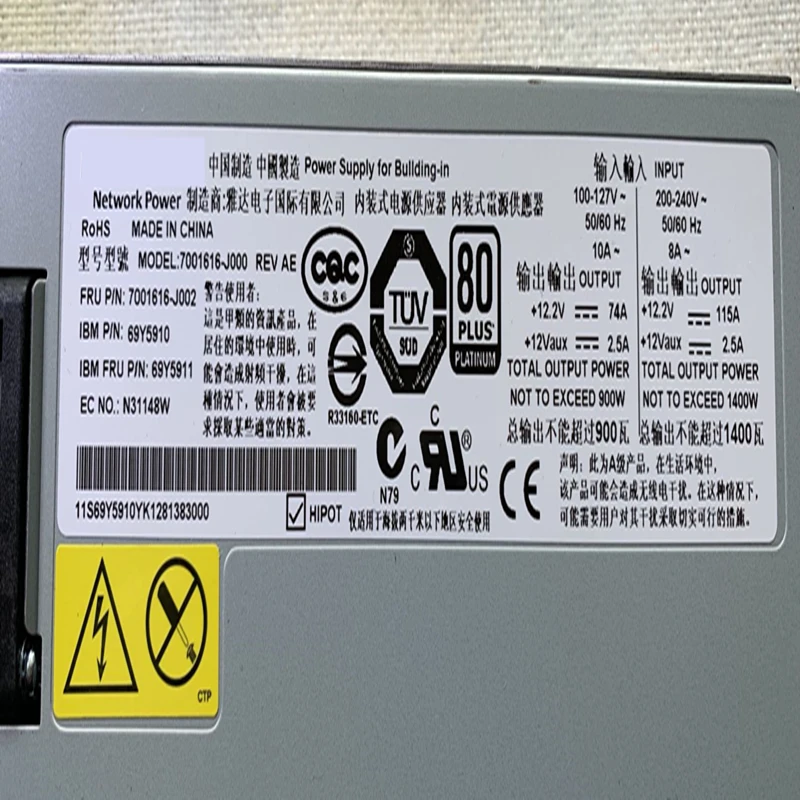 中国制造 中國製造 Power Supply for Building-in
Network Power 制造商:雅达电子国际有限公司 内装式电源供应器 内装式電源供應器
RoHS MADE IN CHINA
型号型號 MODEL:7001616-J000 REV AE
FRU P/N: 7001616-J002
IBM P/N: 69Y5910
IBM FRU P/N: 69Y5911
EC NO.: N31148W
警告使用者:
這是甲類的資訊產品，在
居住的環境中使用時，可
能會造成射頻干擾，在這
種情況下，使用者會被要
求採取某些適當的對策。
CQC
S&E
R33160-ETC
TÜV
SÜD
80
PLUS
PLATINUM
N79
C
C RU ® US
CE
输入輸入 INPUT
100-127V~ 200-240V~
50/60 Hz 50/60 Hz
10A~ 8A~
输出輸出 OUTPUT 输出輸出 OUTPUT
+12.2V 74A +12.2V 115A
+12Vaux 2.5A +12Vaux 2.5A
TOTAL OUTPUT POWER TOTAL OUTPUT POWER
NOT TO EXCEED 900W NOT TO EXCEED 1400W
总输出不能超过900瓦 总输出不能超过1400瓦
声明: 此为A级产品，在生活环境中，
该产品可能会造成无线电干扰。在这种情况下，
可能需要用户对其干扰采取切实可行的措施。
11S69Y5910YK1281383000
HIPOT 仅适用于海拔两千米以下地区安全使用
CTP